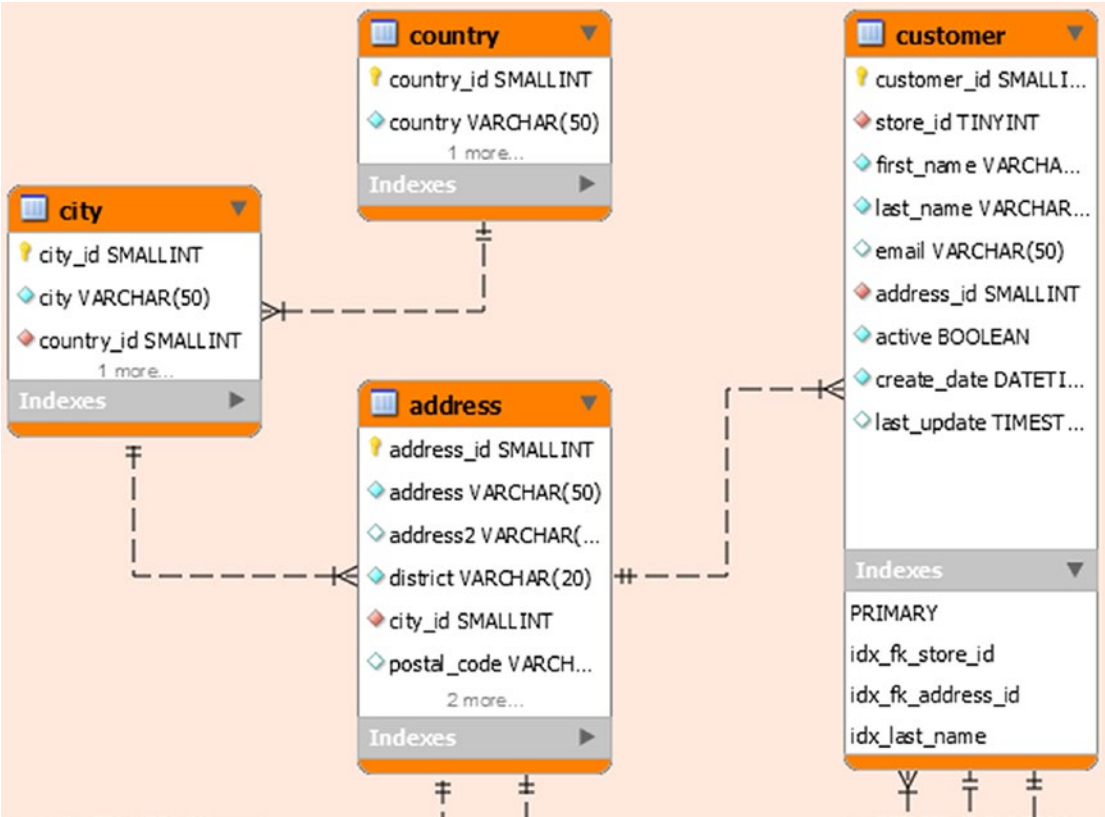 country
country_id SMALLINT
country VARCHAR(50)
1 more...
Indexes
city
city_id SMALLINT
city VARCHAR(50)
country_id SMALLINT
1 more...
Indexes
address
address_id SMALLINT
address VARCHAR(50)
address2 VARCHAR(...
district VARCHAR(20)
city_id SMALLINT
postal_code VARCH...
2 more...
Indexes
customer
customer_id SMALLI...
store_id TINYINT
first_name VARCHA...
last_name VARCHAR...
email VARCHAR(50)
address_id SMALLINT
active BOOLEAN
create_date DATETI...
last_update TIMEST...
Indexes
PRIMARY
idx_fk_store_id
idx_fk_address_id
idx_last_name